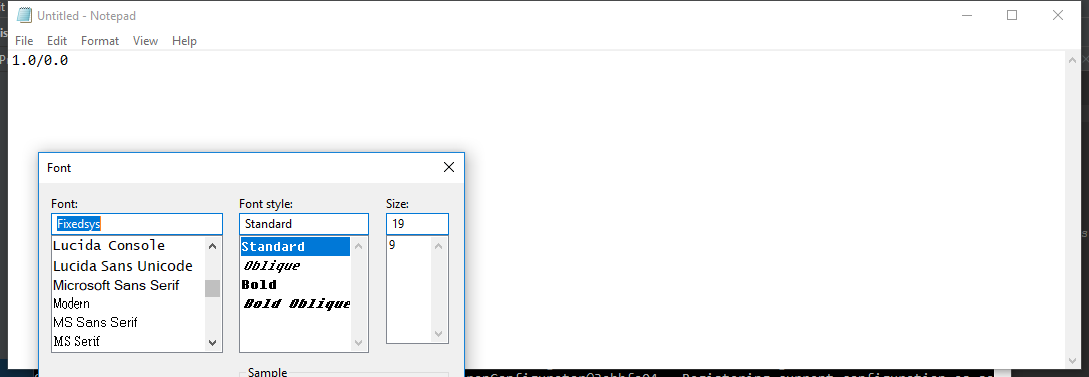 Untitled - Notepad
File Edit Format View Help
1.0/0.0
Font
Font: Font style: Size:
Fixedsys Standard 19
Lucida Console Standard 9
Lucida Sans Unicode Oblique
Microsoft Sans Serif Bold
Modern Bold Oblique
MS Sans Serif
MS Serif
Sample